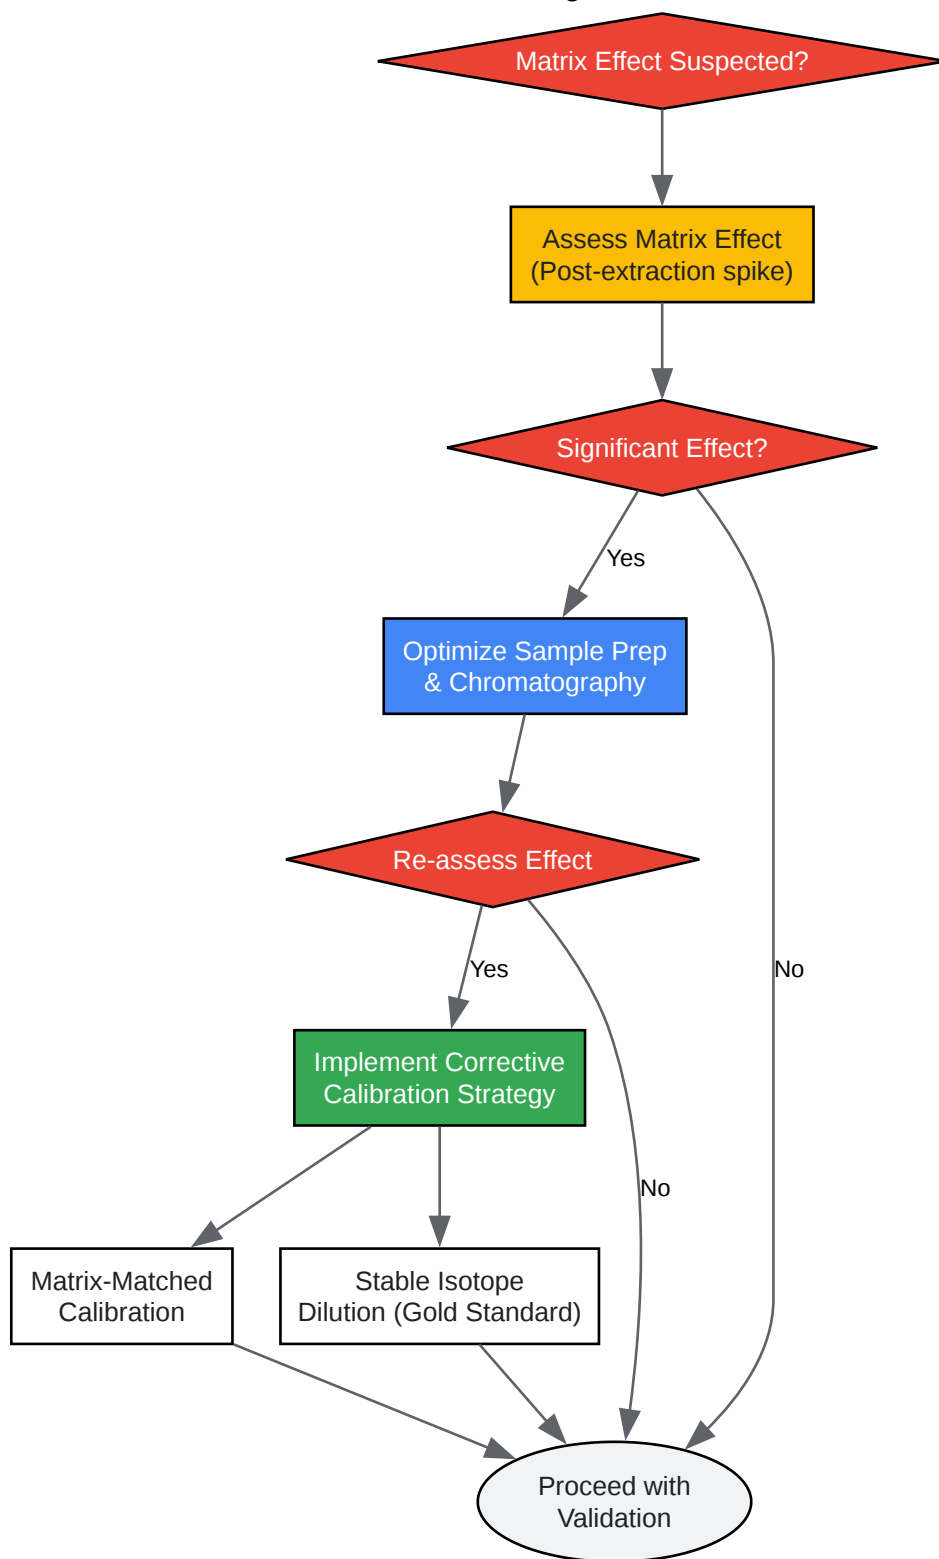 Matrix Effect Suspected?
Assess Matrix Effect
(Post-extraction spike)
Significant Effect?
Yes
Optimize Sample Prep
& Chromatography
Re-assess Effect
Yes
No
Implement Corrective
Calibration Strategy
No
Matrix-Matched
Calibration
Stable Isotope
Dilution (Gold Standard)
Proceed with
Validation